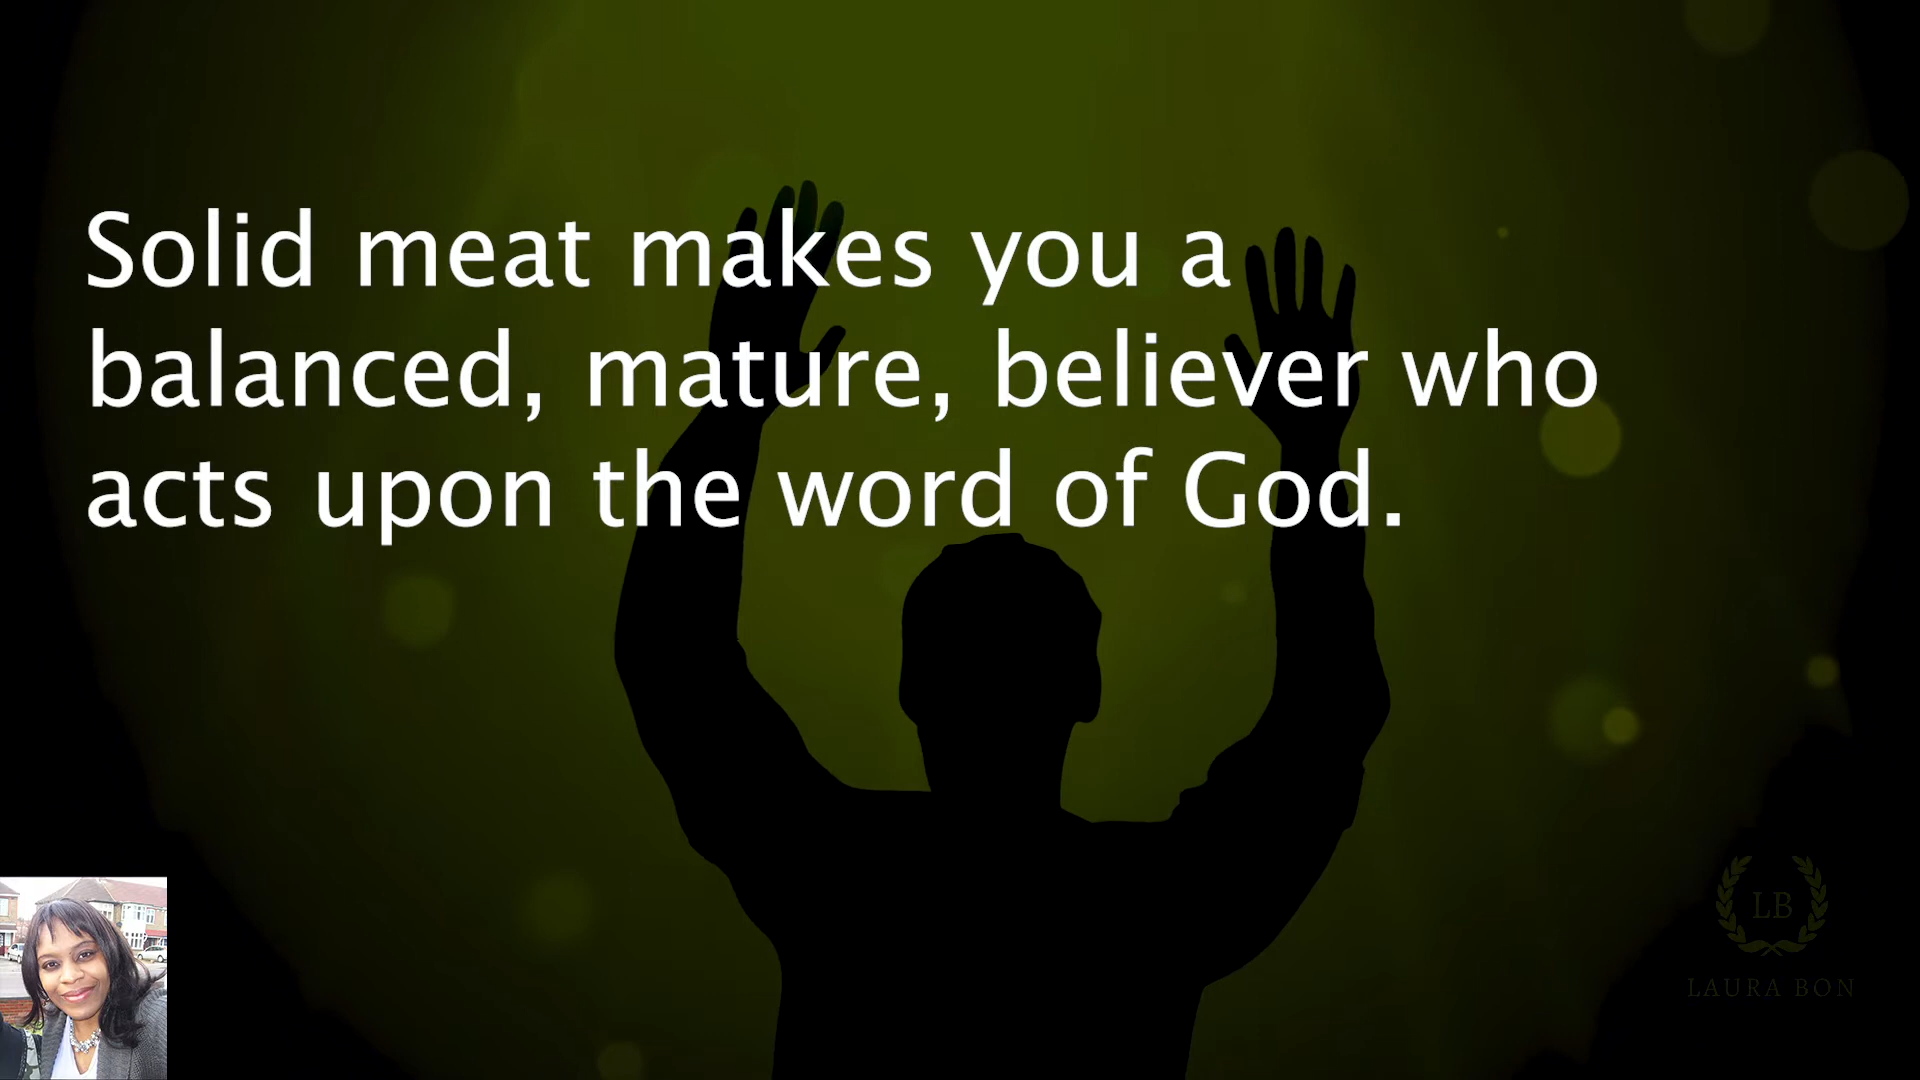 Solid meat makes you a
balanced, mature, believer who
acts upon the word of God.
LB
LAURA BON